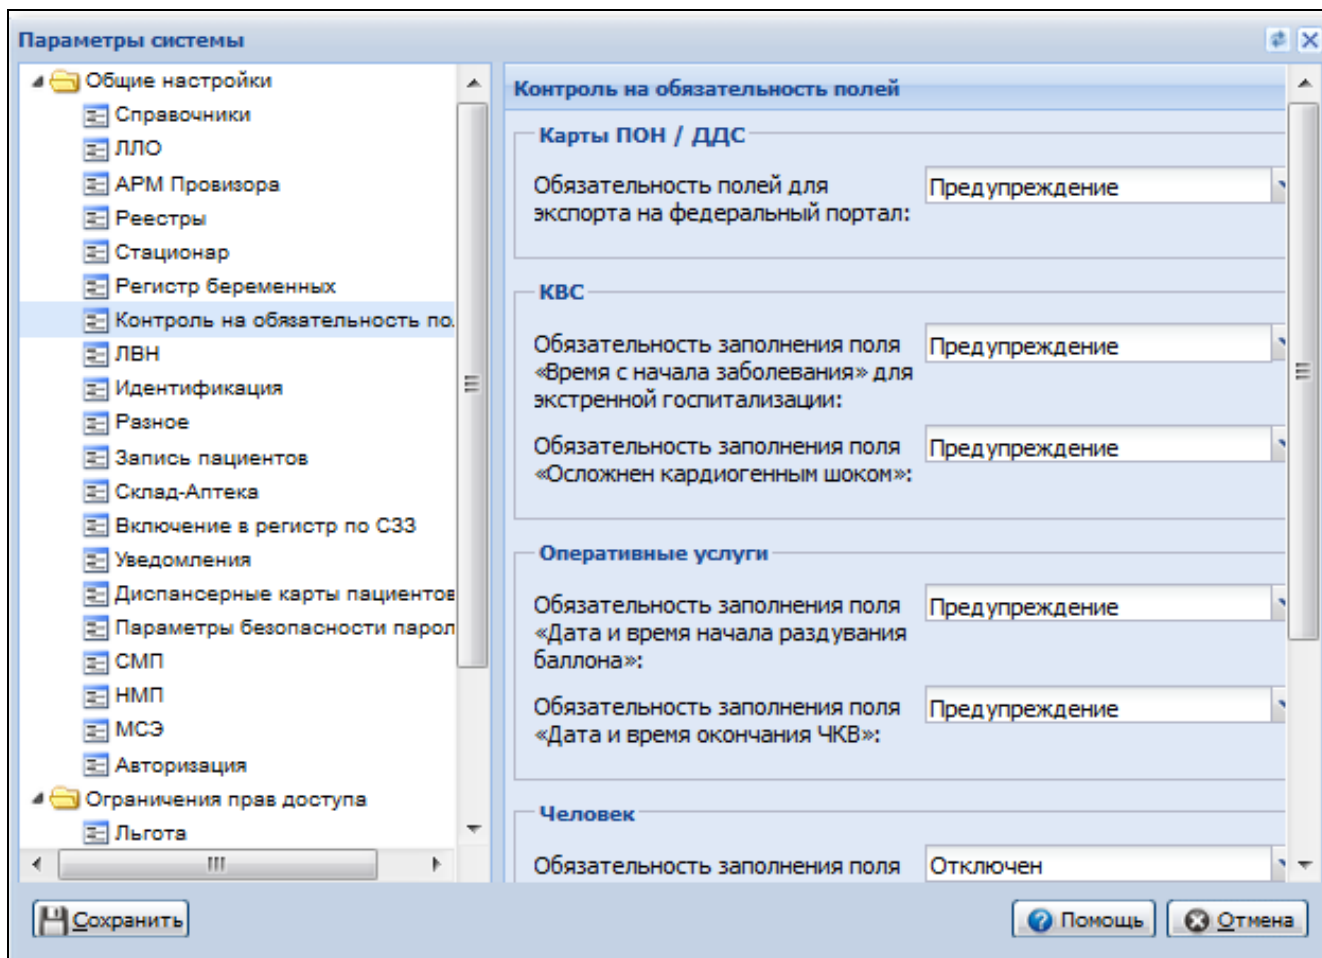 Параметры системы
Общие настройки
Справочники
ЛЛО
АРМ Провизора
Реестры
Стационар
Регистр беременных
Контроль на обязательность по
ЛВН
Идентификация
Разное
Запись пациентов
Склад-Аптека
Включение в регистр по СЗЗ
Уведомления
Диспансерные карты пациентов
Параметры безопасности парол
СМП
НМП
МСЭ
Авторизация
Ограничения прав доступа
Льгота
Контроль на обязательность полей
Карты ПОН / ДДС
Обязательность полей для
экспорта на федеральный портал:
Предупреждение
КВС
Обязательность заполнения поля
«Время с начала заболевания» для
экстренной госпитализации:
Предупреждение
Обязательность заполнения поля
«Осложнен кардиогенным шоком»:
Предупреждение
Оперативные услуги
Обязательность заполнения поля
«Дата и время начала раздувания
баллона»:
Предупреждение
Обязательность заполнения поля
«Дата и время окончания ЧКВ»:
Предупреждение
Человек
Обязательность заполнения поля
Отключен
Сохранить
Помощь
Отмена